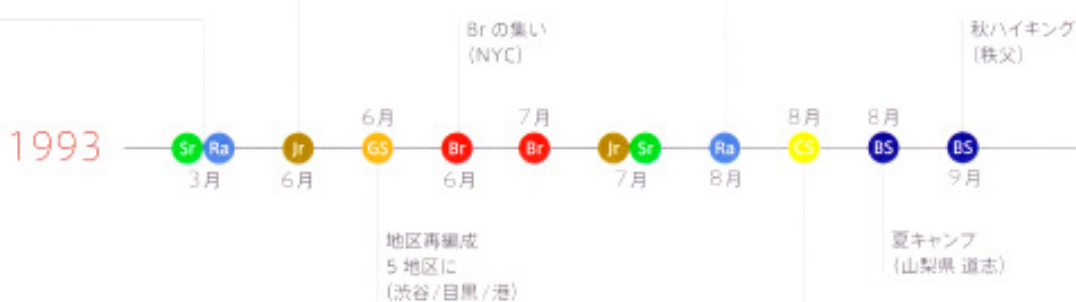 Br の集い
(NYC)
秋ハイキング
(秩父)
6月
7月
8月
8月
1993
Sr Ra Jr GS Br Br Jr Sr Ra CS BS BS
3月
6月
6月
7月
8月
9月
地区再編成
5 地区に
(渋谷/目黒/港)
夏キャンプ
(山梨県 道志)